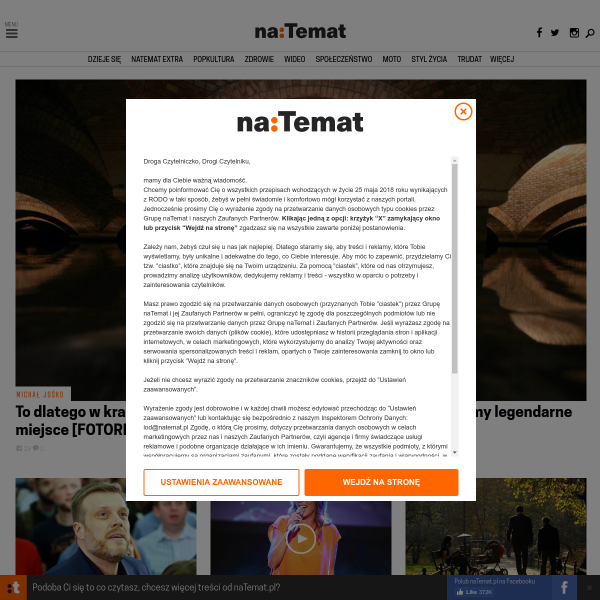 MENU
na:Temat
DZIEJE SIĘ NATEMAT EXTRA POPKULTURA ZDROWIE WIDEO SPOŁECZEŃSTWO MOTO STYL ŻYCIA TRUDAT WIĘCEJ
na:Temat
Droga Czytelniczko, Drogi Czytelniku,
mamy dla Ciebie ważną wiadomość.
Chcemy poinformować Cię o wszystkich przepisach wchodzących w życie 25 maja 2018 roku wynikających
z RODO w taki sposób, żebyś w pełni świadomie i komfortowo mógł korzystać z naszych portali.
Jednocześnie prosimy Cię o wyrażenie zgody na przetwarzanie danych osobowych typu cookies przez
Grupę naTemat i naszych Zaufanych Partnerów. Klikając jedną z opcji: krzyżyk "X" zamykający okno
lub przycisk "Wejdź na stronę" zgadzasz się na wszystkie zawarte poniżej postanowienia.
Zależy nam, żebyś czuł się u nas jak najlepiej. Dlatego staramy się, aby treści i reklamy, które Tobie
wyświetlamy, były unikalne i adekwatne do tego, co Ciebie interesuje. Aby móc to zapewnić, przydzielamy Ci
tzw. "ciastko", które znajduje się na Twoim urządzeniu. Za pomocą "ciastek", które od nas otrzymujesz,
prowadzimy analizę użytkowników, dedykujemy reklamy i treści - wszystko w oparciu o potrzeby i
zainteresowania czytelników.
Masz prawo zgodzić się na przetwarzanie danych osobowych (przyznanych Tobie "ciastek") przez Grupę
naTemat i jej Zaufanych Partnerów w pełni, ograniczyć tę zgodę dla poszczególnych podmiotów lub nie
zgodzić się na przetwarzanie danych przez Grupę naTemat i Zaufanych Partnerów. Jeśli wyrażasz zgodę na
przetwarzanie swoich danych (plików cookie), które udostępniasz w historii przeglądania stron i aplikacji
internetowych, w celach marketingowych, które wykorzystujemy do analizy Twojej aktywności oraz
serwowania spersonalizowanych treści i reklam, opartych o Twoje zainteresowania zamknij to okno lub
kliknij przycisk "Wejdź na stronę".
Jeżeli nie chcesz wyrazić zgody na przetwarzanie znaczników cookies, przejdź do "Ustawień
zaawansowanych".
Wyrażenie zgody jest dobrowolne i w każdej chwili możesz edytować przechodząc do "Ustawień
zaawansowanych" lub kontaktując się bezpośrednio z naszym Inspektorem Ochrony Danych:
iod@natemat.pl Zgodę, o którą Cię prosimy, dotyczy przetwarzania danych osobowych w celach
marketingowych przez nas i naszych Zaufanych Partnerów, czyli agencje i firmy świadczące usługi
reklamowe i podobne organizacje działające w ich imieniu. Gwarantujemy, że wszystkie podmioty, z którymi
współpracujemy są organizacjami zaufanymi, które zostały poddane weryfikacji zaufania i wiarygodności, w
USTAWIENIA ZAAWANSOWANE
WEJDŹ NA STRONĘ
MICHAŁ JOŚKO
To dlatego w kra my legendarne
miejsce [FOTORE
:t
Podoba Ci się to co czytasz, chcesz więcej treści od naTemat.pl?
Polub naTemat.pl na Facebooku
Like 373K